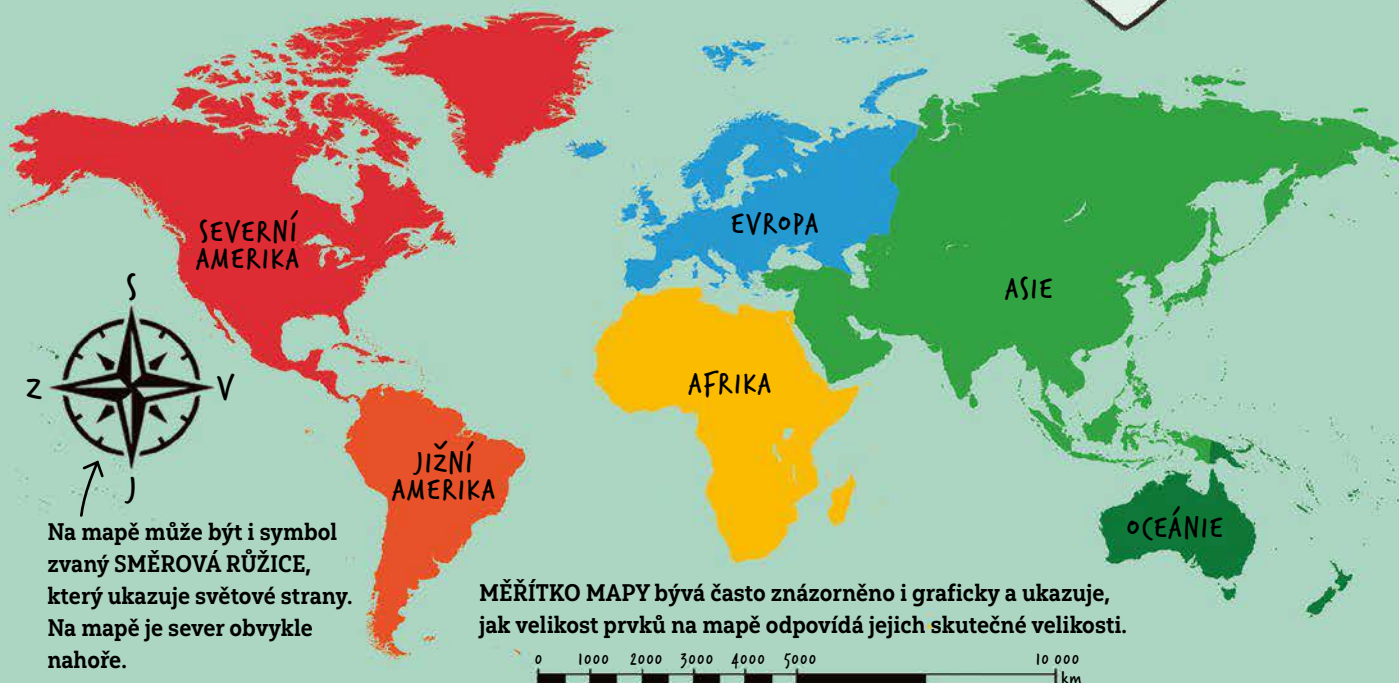 SEVERNÍ
AMERIKA
EVROPA
ASIE
S
Z
V
J
AFRIKA
JIŽNÍ
AMERIKA
OCEÁNIE
Na mapě může být i symbol
zvaný SMĚROVÁ RŮŽICE,
který ukazuje světové strany.
Na mapě je sever obvykle
nahoře.
MĚŘÍTKO MAPY bývá často znázorněno i graficky a ukazuje,
jak velikost prvků na mapě odpovídá jejich skutečné velikosti.
0 1000 2000 3000 4000 5000 10 000
km